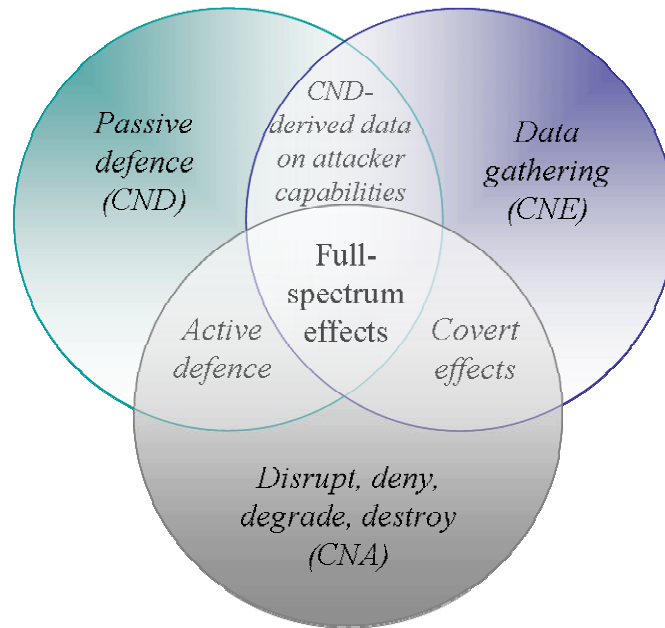 Passive
defence
(CND)
CND-
derived data
on attacker
capabilities
Data
gathering
(CNE)
Full-
spectrum
effects
Active
defence
Covert
effects
Disrupt, deny,
degrade, destroy
(CNA)